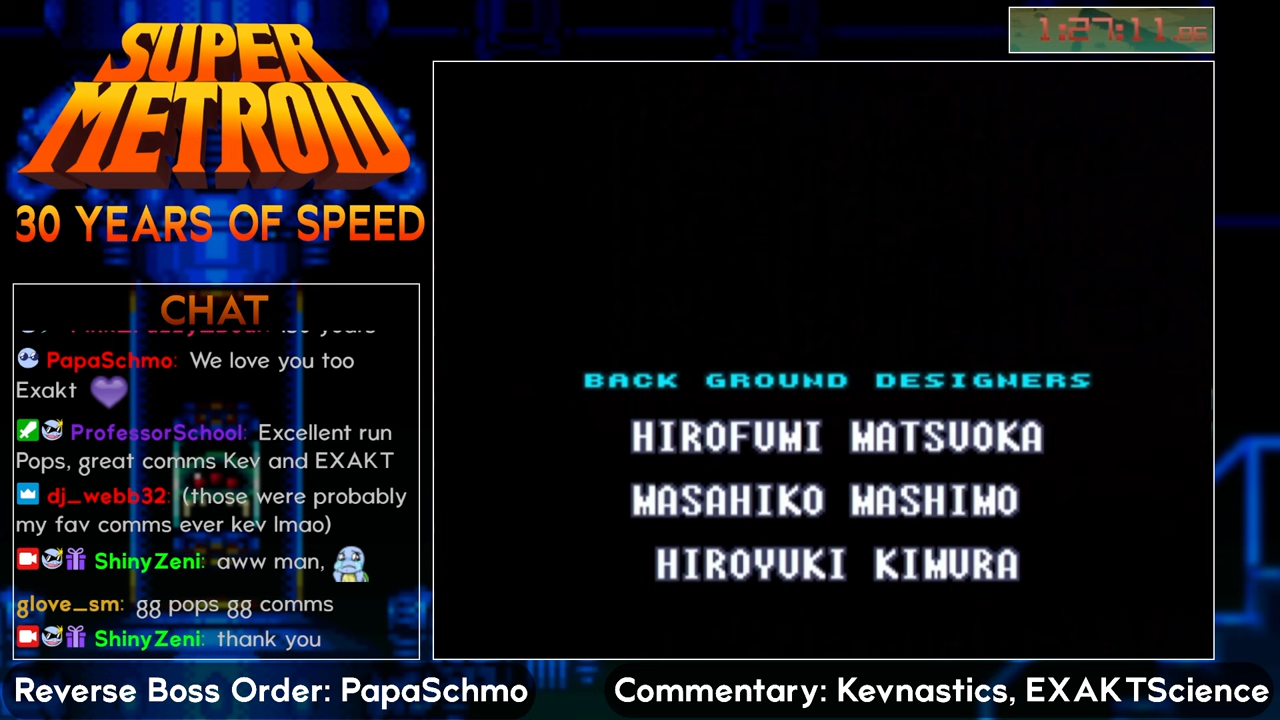 SUPER
METROID
30 YEARS OF SPEED
1:27:11.06
CHAT
PapaSchmo: We love you too
Exakt
ProfessorSchool: Excellent run
Pops, great comms Kev and EXAKT
dj_webb32: (those were probably
my fav comms ever kev lmao)
ShinyZeni: aww man,
glove_sm: gg pops gg comms
ShinyZeni: thank you
BACK GROUND DESIGNERS
HIROFUMI MATSUOKA
MASAHIKO MASHIMO
HIROYUKI KIMURA
Reverse Boss Order: PapaSchmo
Commentary: Kevnastics, EXAKTScience